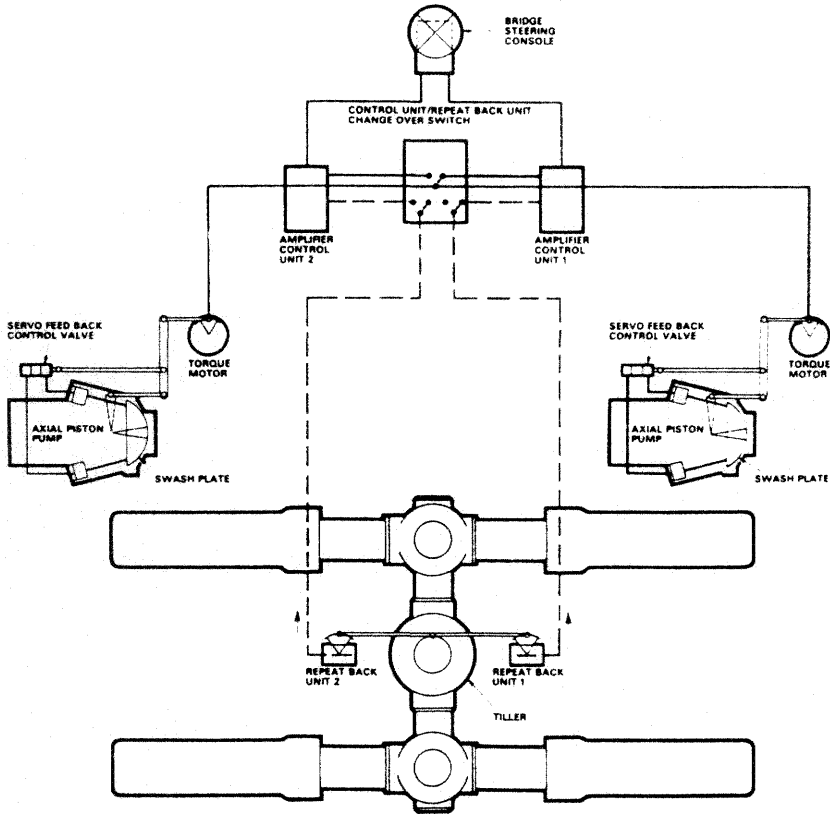 BRIDGE
STEERING
CONSOLE
CONTROL UNIT/REPEAT BACK UNIT
CHANGE OVER SWITCH
AMPLIFIER
CONTROL
UNIT 2
AMPLIFIER
CONTROL
UNIT 1
SERVO FEED BACK
CONTROL VALVE
TORQUE
MOTOR
AXIAL PISTON
PUMP
SWASH PLATE
SERVO FEED BACK
CONTROL VALVE
TORQUE
MOTOR
AXIAL PISTON
PUMP
SWASH PLATE
REPEAT BACK
UNIT 2
REPEAT BACK
UNIT 1
TILLER